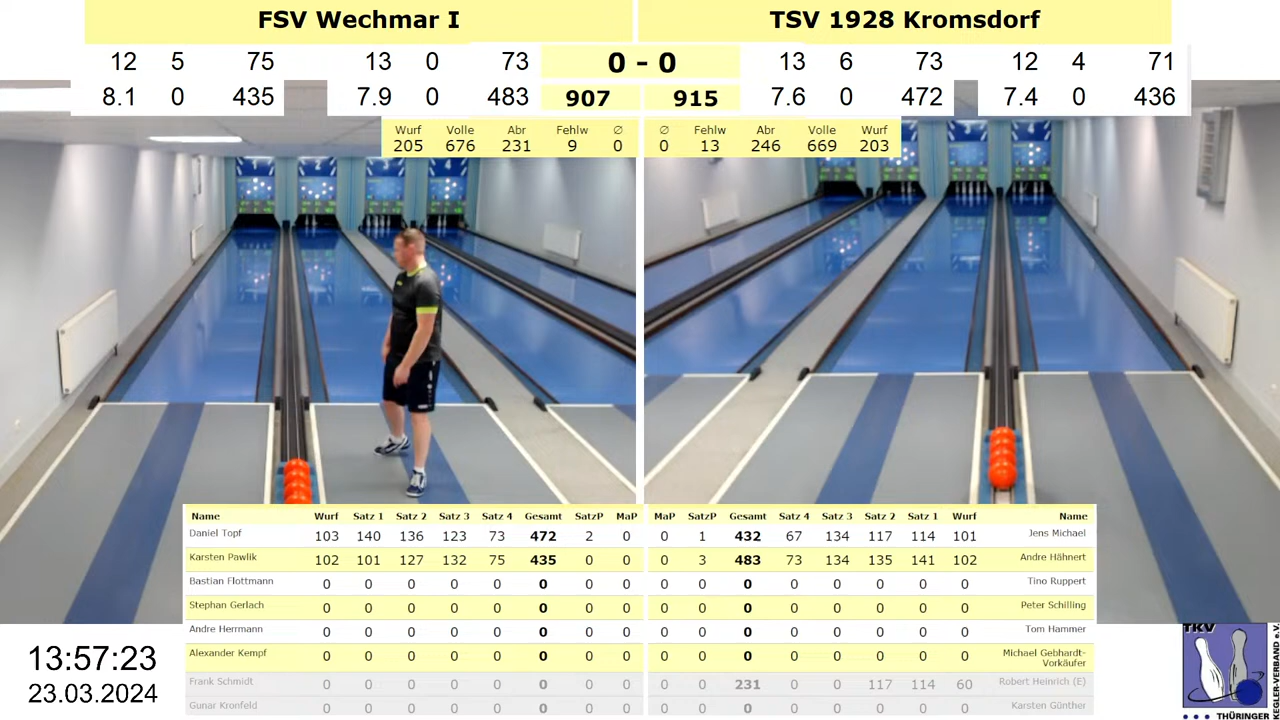 FSV Wechmar I TSV 1928 Kromsdorf
12 5 75 13 0 73 0 - 0 13 6 73 12 4 71
8.1 0 435 7.9 0 483 907 915 7.6 0 472 7.4 0 436
Wurf Volle Abr Fehlw ∅ ∅ Fehlw Abr Volle Wurf
205 676 231 9 0 0 13 246 669 203
Name Wurf Satz 1 Satz 2 Satz 3 Satz 4 Gesamt SatzP MaP MaP SatzP Gesamt Satz 4 Satz 3 Satz 2 Satz 1 Wurf Name
Daniel Topf 103 140 136 123 73 472 2 0 0 1 432 67 134 117 114 101 Jens Michael
Karsten Pawlik 102 101 127 132 75 435 0 0 0 3 483 73 134 135 141 102 Andre Hähnert
Bastian Flottmann 0 0 0 0 0 0 0 0 0 0 0 0 0 0 0 0 Tino Ruppert
Stephan Gerlach 0 0 0 0 0 0 0 0 0 0 0 0 0 0 0 0 Peter Schilling
Andre Herrmann 0 0 0 0 0 0 0 0 0 0 0 0 0 0 0 0 Tom Hammer
Alexander Kempf 0 0 0 0 0 0 0 0 0 0 0 0 0 0 0 0 Michael Gebhardt-
Vorkäufer
Frank Schmidt 0 0 0 0 0 0 0 0 0 0 231 0 0 117 114 60 Robert Heinrich (E)
Gunar Kronfeld 0 0 0 0 0 0 0 0 0 0 0 0 0 0 0 0 Karsten Günther
13:57:23
23.03.2024
TKV
THÜRINGER
KEGLER-VERBAND e.V.